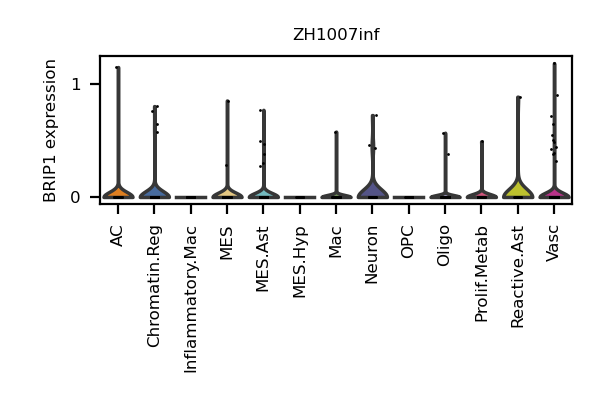 ZH1007inf
BRIP1 expression
1
0
AC
Chromatin.Reg
Inflammatory.Mac
MES
MES.Ast
MES.Hyp
Mac
Neuron
OPC
Oligo
Prolif.Metab
Reactive.Ast
Vasc